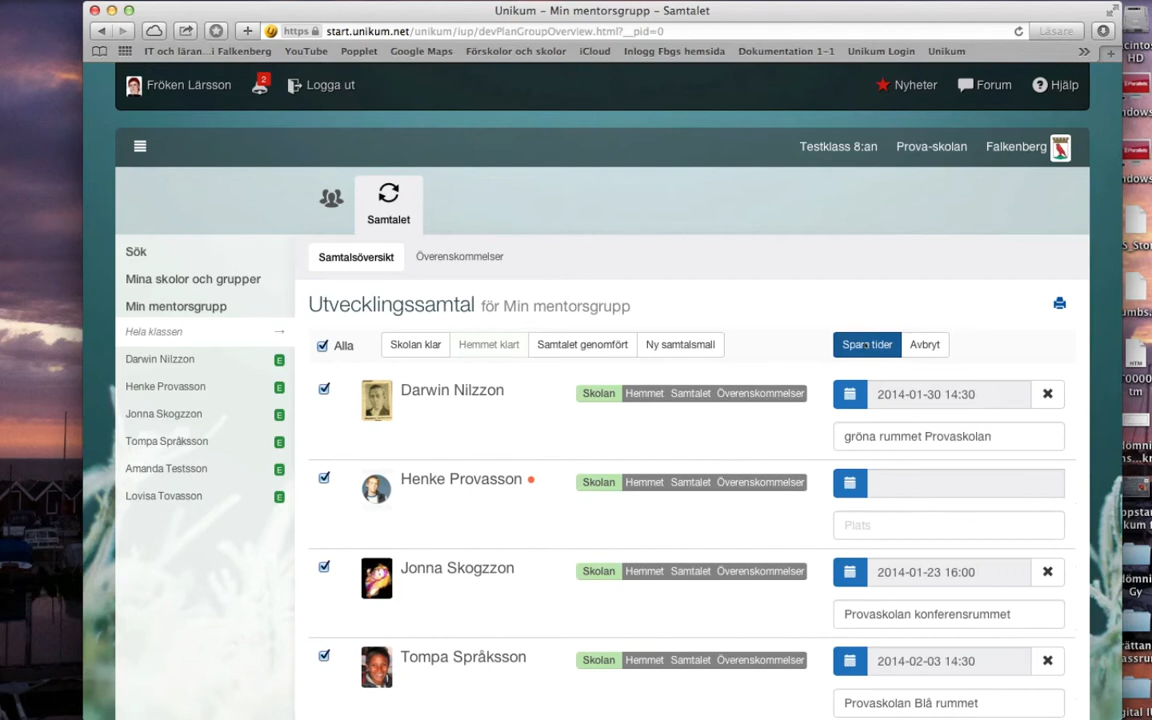 Unikum – Min mentorsgrupp – Samtalet
https start.unikum.net/unikum/iup/devPlanGroupOverview.html?__pid=0 Läsare
IT och läran...i Falkenberg YouTube Popplet Google Maps Förskolor och skolor iCloud Inlogg Fbgs hemsida Dokumentation 1–1 Unikum Login Unikum
HD
Fröken Lärsson 2 Logga ut Nyheter Forum Hjälp
Testklass 8:an Prova-skolan Falkenberg
Samtalet
Sök
Mina skolor och grupper
Min mentorsgrupp
Hela klassen →
Darwin Nilzzon E
Henke Provasson E
Jonna Skogzzon E
Tompa Språksson E
Amanda Testsson E
Lovisa Tovasson E
Samtalsöversikt Överenskommelser
Utvecklingssamtal för Min mentorsgrupp
Alla Skolan klar Hemmet klart Samtalet genomfört Ny samtalsmall Spara tider Avbryt
Darwin Nilzzon Skolan Hemmet Samtalet Överenskommelser 2014-01-30 14:30
gröna rummet Provaskolan
Henke Provasson Skolan Hemmet Samtalet Överenskommelser
Plats
Jonna Skogzzon Skolan Hemmet Samtalet Överenskommelser 2014-01-23 16:00
Provaskolan konferensrummet
Tompa Språksson Skolan Hemmet Samtalet Överenskommelser 2014-02-03 14:30
Provaskolan Blå rummet